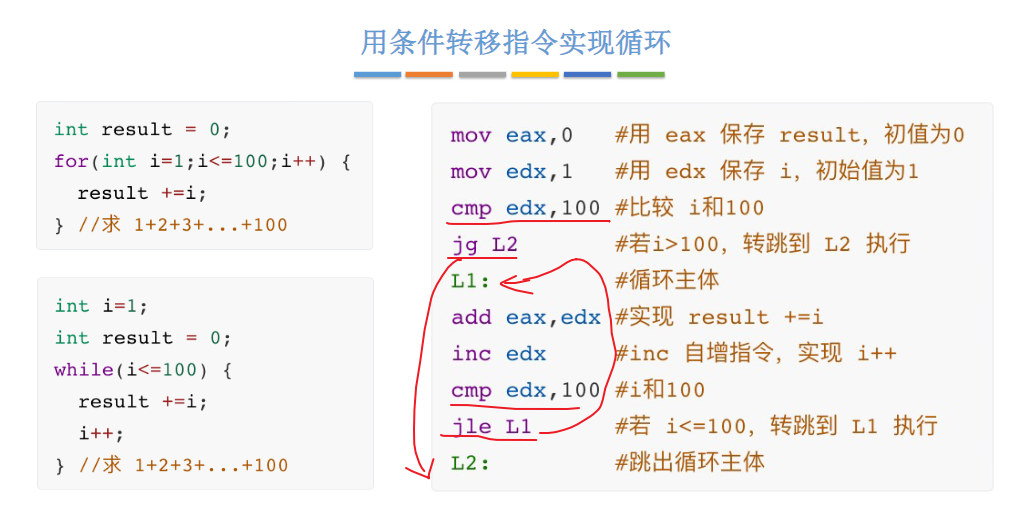 用条件转移指令实现循环
int result = 0;
for(int i=1;i<=100;i++) {
result +=i;
} //求 1+2+3+...+100
int i=1;
int result = 0;
while(i<=100) {
result +=i;
i++;
} //求 1+2+3+...+100
mov eax,0 #用 eax 保存 result，初值为0
mov edx,1 #用 edx 保存 i，初始值为1
cmp edx,100 #比较 i和100
jg L2 #若i>100，转跳到 L2 执行
L1: #循环主体
add eax,edx #实现 result +=i
inc edx #inc 自增指令，实现 i++
cmp edx,100 #i和100
jle L1 #若 i<=100，转跳到 L1 执行
L2: #跳出循环主体